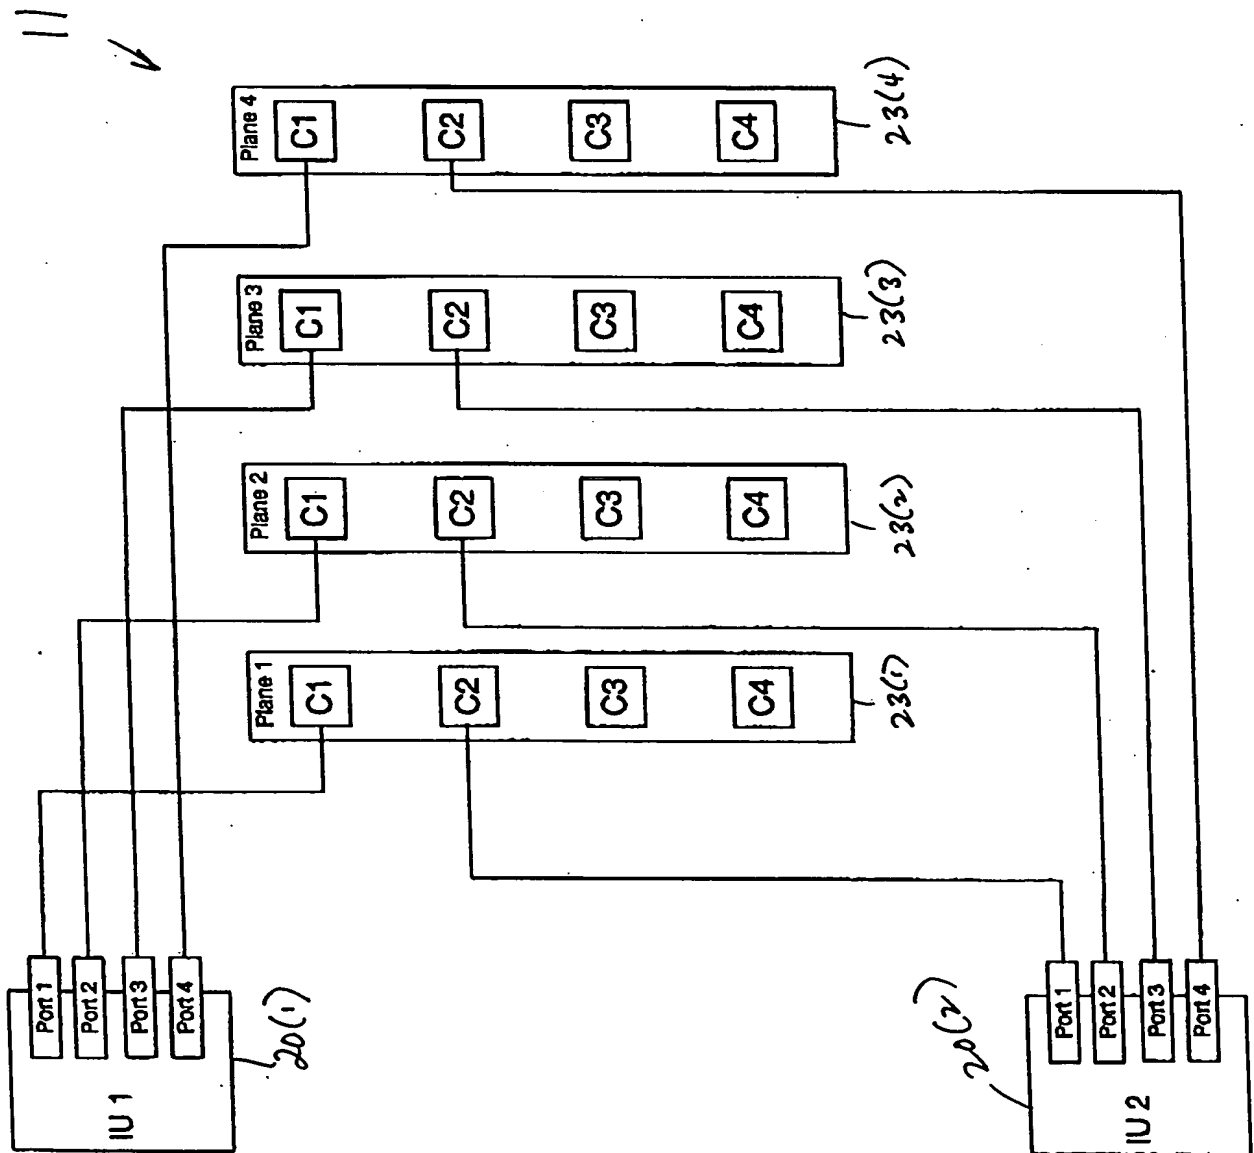 11
IU 1
Port 1
Port 2
Port 3
Port 4
20(1)
Plane 1
C1
C2
C3
C4
23(1)
Plane 2
C1
C2
C3
C4
23(2)
Plane 3
C1
C2
C3
C4
23(3)
Plane 4
C1
C2
C3
C4
23(4)
20(2)
IU 2
Port 1
Port 2
Port 3
Port 4